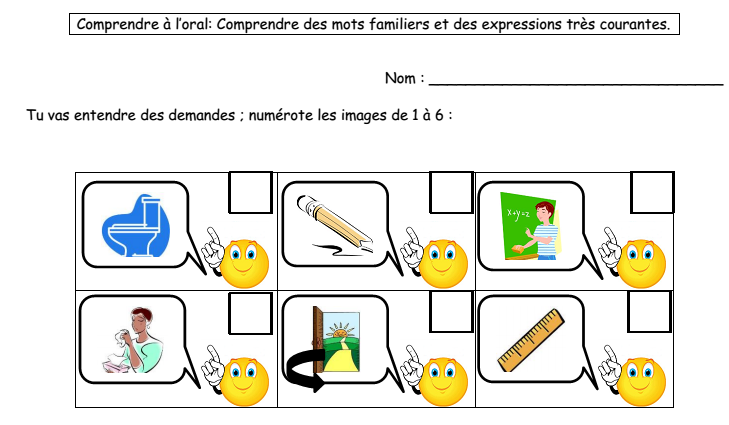 Comprendre à l'oral: Comprendre des mots familiers et des expressions très courantes.
Nom : ________________________________
Tu vas entendre des demandes ; numérote les images de 1 à 6 :
x+y=z